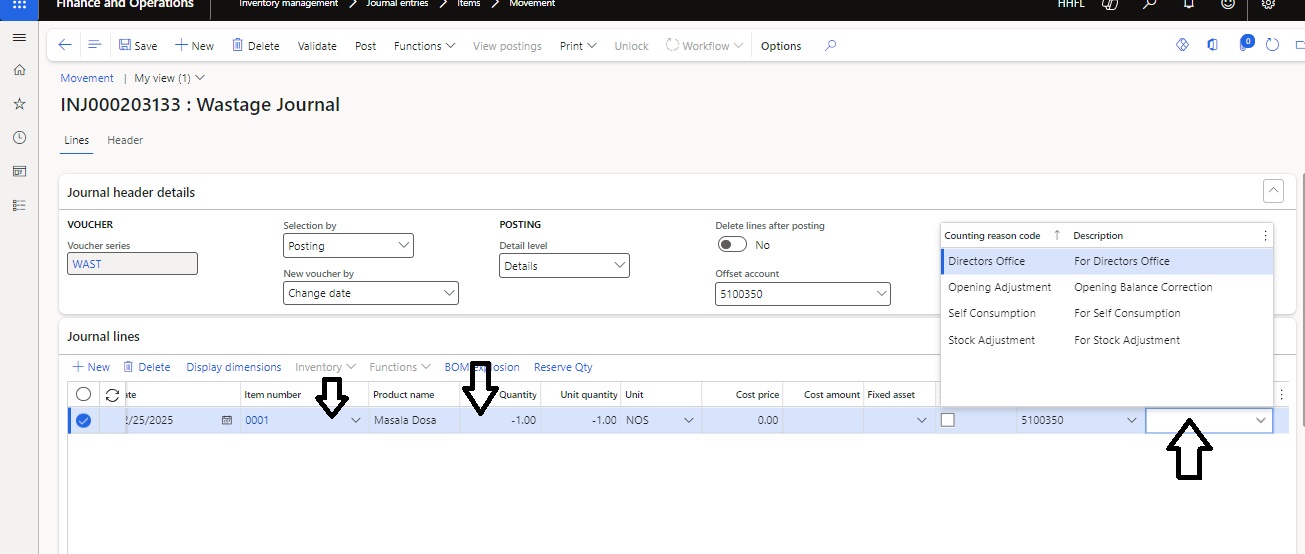 Finance and Operations
Inventory management > Journal entries > Items > Movement
HHFL
Save New Delete Validate Post Functions View postings Print Unlock Workflow Options
0
Movement | My view (1)
INJ000203133 : Wastage Journal
Lines Header
Journal header details
VOUCHER
Voucher series
WAST
Selection by
Posting
New voucher by
Change date
POSTING
Detail level
Details
Delete lines after posting
No
Offset account
5100350
Counting reason code ↑ Description
Directors Office For Directors Office
Opening Adjustment Opening Balance Correction
Self Consumption For Self Consumption
Stock Adjustment For Stock Adjustment
Journal lines
New Delete Display dimensions Inventory Functions BOM explosion Reserve Qty
Item number Product name Quantity Unit quantity Unit Cost price Cost amount Fixed asset
/25/2025 0001 Masala Dosa -1.00 -1.00 NOS 0.00 5100350